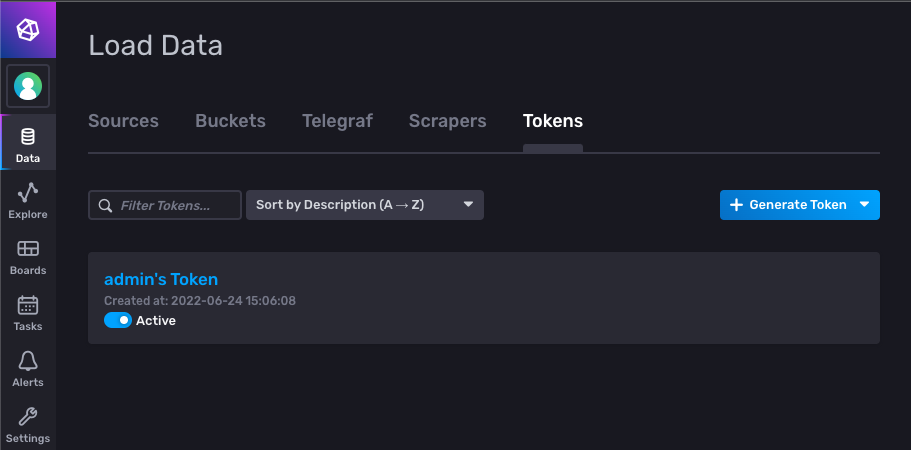 Load Data
Sources Buckets Telegraf Scrapers Tokens
Data
Explore
Boards
Tasks
Alerts
Settings
Filter Tokens... Sort by Description (A → Z) + Generate Token
admin's Token
Created at: 2022-06-24 15:06:08
Active